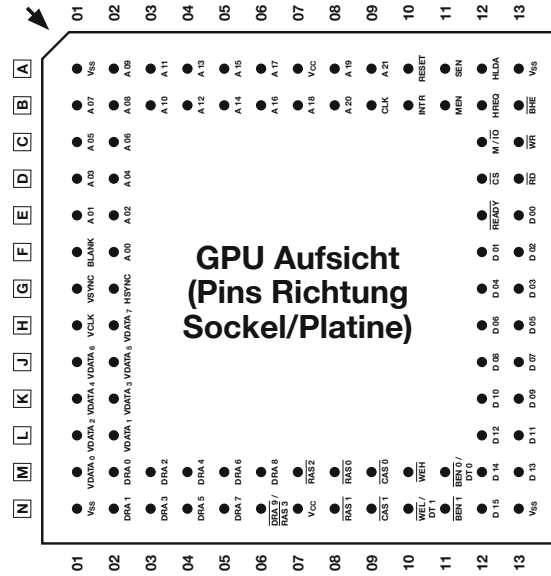 01 02 03 04 05 06 07 08 09 10 11 12 13
A VSS A 09 A 11 A 13 A 15 A 17 VCC A 19 A 21 RESET SEN HLDA VSS
B A 07 A 08 A 10 A 12 A 14 A 16 A 18 A 20 CLK INTR MEN HREQ BHE
C A 05 A 06 M / IO WR
D A 03 A 04 CS RD
E A 01 A 02 READY D 00
F BLANK A 00 D 01 D 02
G VSYNC HSYNC D 04 D 03
H VCLK VDATA 7 D 06 D 05
J VDATA 6 VDATA 5 D 08 D 07
K VDATA 4 VDATA 3 D 10 D 09
L VDATA 2 VDATA 1 D 12 D 11
M VDATA 0 DRA 0 DRA 2 DRA 4 DRA 6 DRA 8 RAS 2 RAS 0 CAS 0 WEH BEN 0 / DT 0 D 14 D 13
N VSS DRA 1 DRA 3 DRA 5 DRA 7 DRA 9 / RAS 3 VCC RAS 1 CAS 1 WEL / DT 1 BEN 1 D 15 VSS
GPU Aufsicht
(Pins Richtung
Sockel/Platine)
01 02 03 04 05 06 07 08 09 10 11 12 13